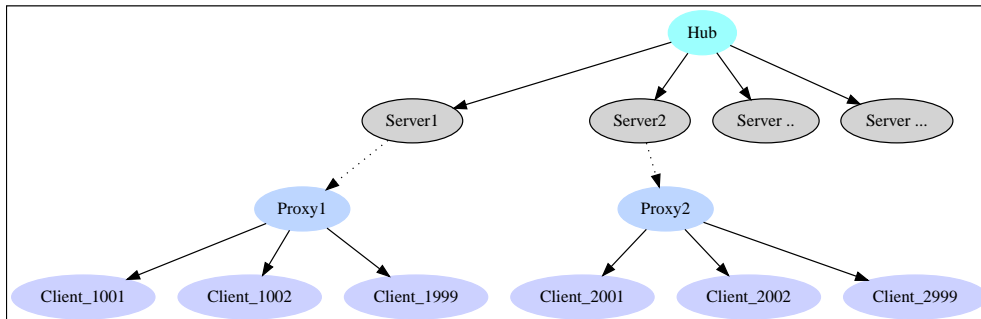 Hub
Server1
Server2
Server ..
Server ...
Proxy1
Proxy2
Client_1001
Client_1002
Client_1999
Client_2001
Client_2002
Client_2999